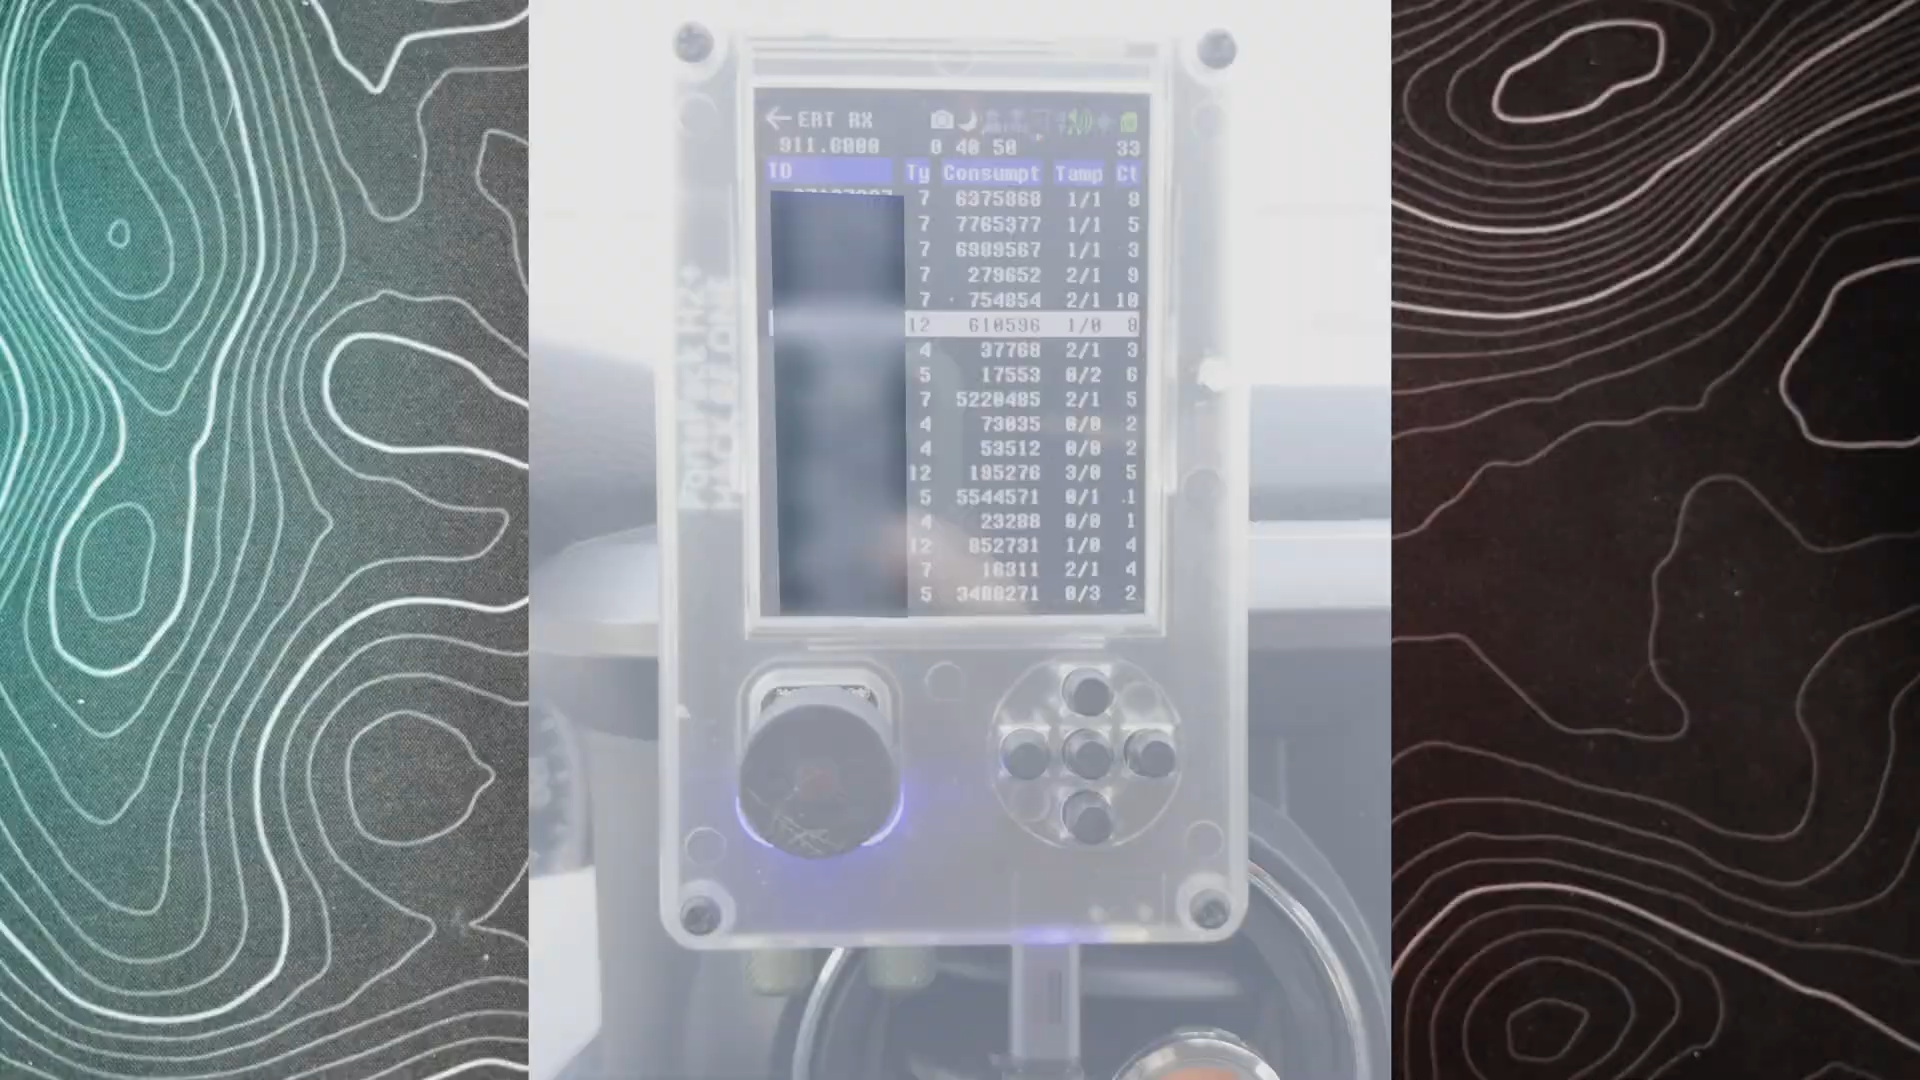 ERT RX
911.6000 0 40 50 33
ID Ty Consumpt Tamp Ct
7 6375868 1/1 9
7 7765377 1/1 5
7 6989567 1/1 3
7 279652 2/1 9
7 754854 2/1 10
12 610596 1/0 9
4 37768 2/1 3
5 17553 0/2 6
7 5220485 2/1 5
4 73035 0/0 2
4 53512 0/0 2
12 195276 3/0 5
5 5544571 0/1 1
4 23288 0/0 1
12 852731 1/0 4
7 16311 2/1 4
5 3480271 0/3 2